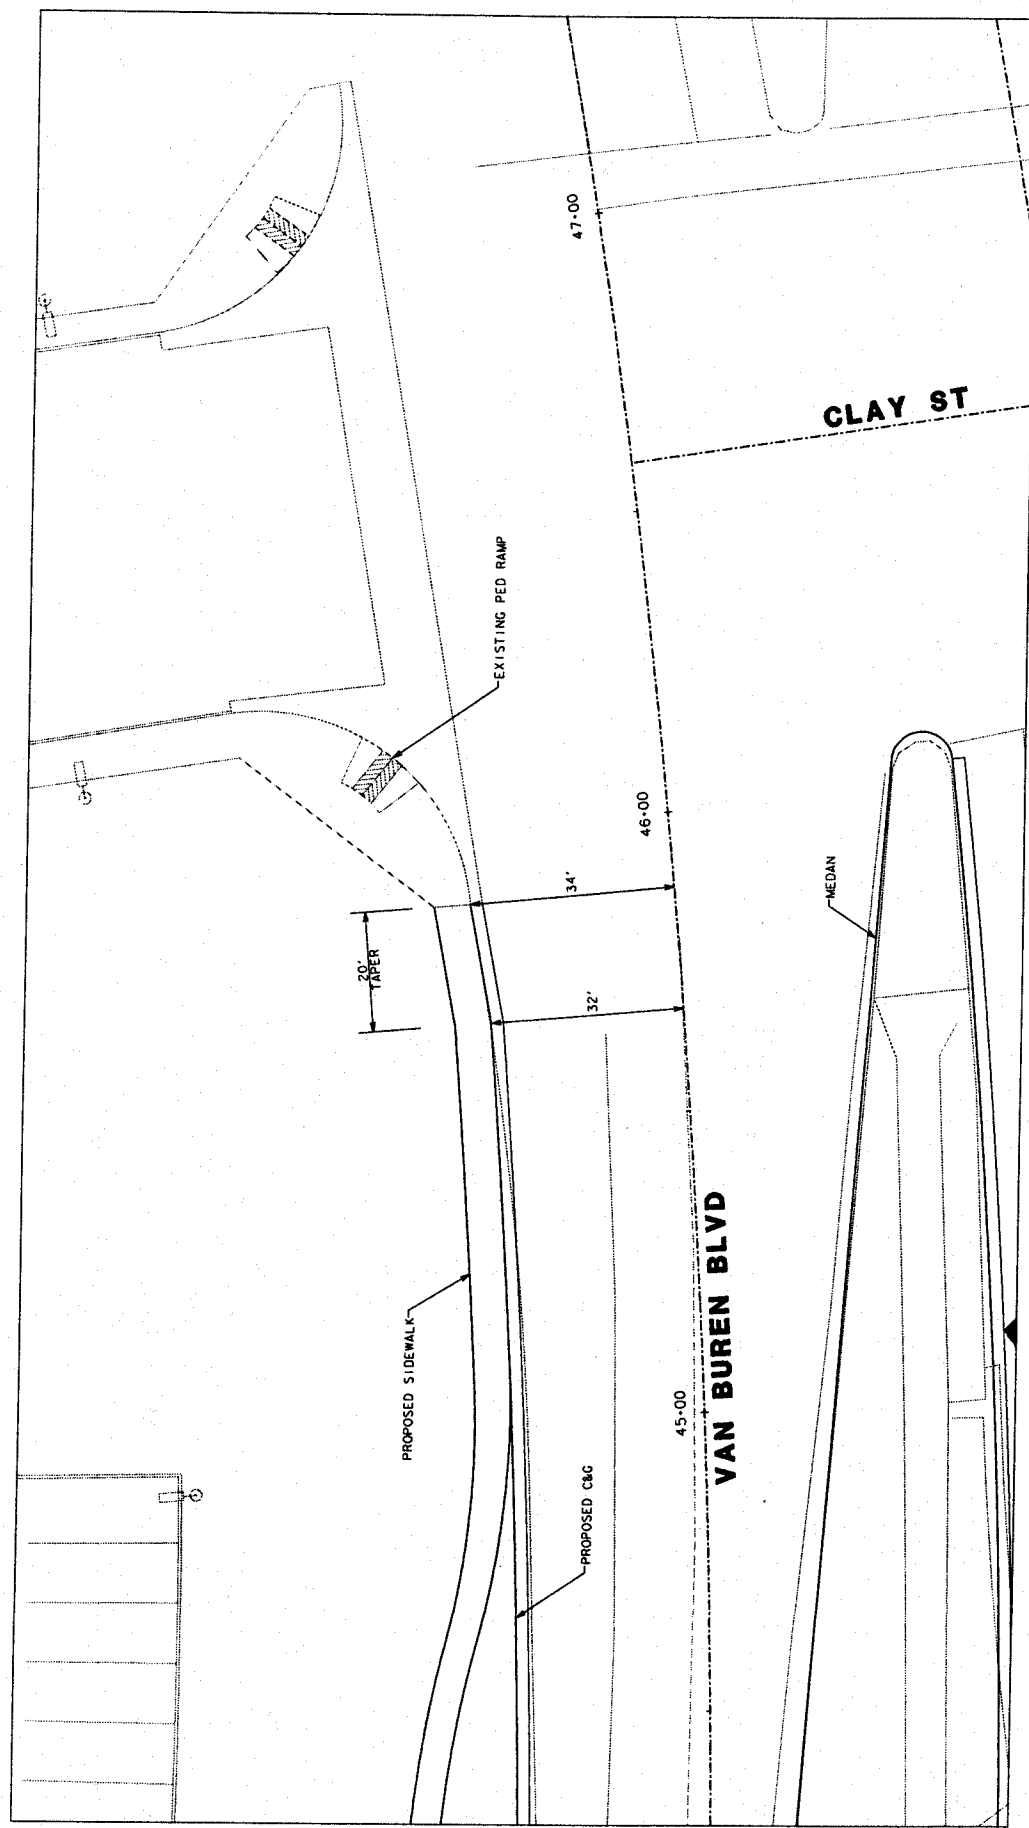 47+00
CLAY ST
EXISTING PED RAMP
46+00
34'
MEDAN
20'
TAPER
32'
VAN BUREN BLVD
PROPOSED SIDEWALK
45+00
PROPOSED C&G